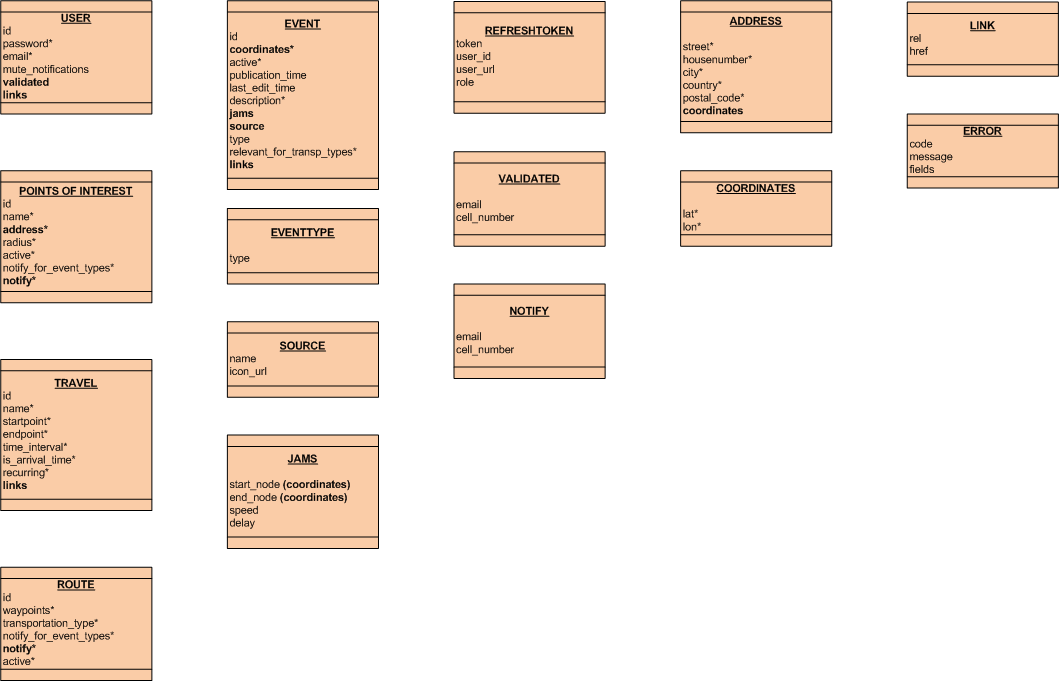 USER
id
password*
email*
mute_notifications
validated
links
POINTS OF INTEREST
id
name*
address*
radius*
active*
notify_for_event_types*
notify*
TRAVEL
id
name*
startpoint*
endpoint*
time_interval*
is_arrival_time*
recurring*
links
ROUTE
id
waypoints*
transportation_type*
notify_for_event_types*
notify*
active*
EVENT
id
coordinates*
active*
publication_time
last_edit_time
description*
jams
source
type
relevant_for_transp_types*
links
EVENTTYPE
type
SOURCE
name
icon_url
JAMS
start_node (coordinates)
end_node (coordinates)
speed
delay
REFRESHTOKEN
token
user_id
user_url
role
VALIDATED
email
cell_number
NOTIFY
email
cell_number
ADDRESS
street*
housenumber*
city*
country*
postal_code*
coordinates
COORDINATES
lat*
lon*
LINK
rel
href
ERROR
code
message
fields